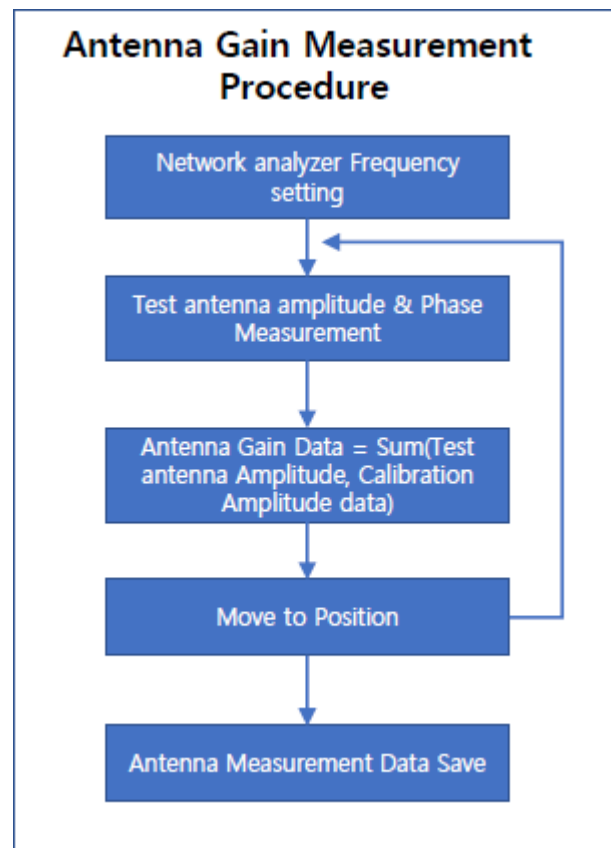 Antenna Gain Measurement
Procedure
Network analyzer Frequency
setting
Test antenna amplitude & Phase
Measurement
Antenna Gain Data = Sum(Test
antenna Amplitude, Calibration
Amplitude data)
Move to Position
Antenna Measurement Data Save